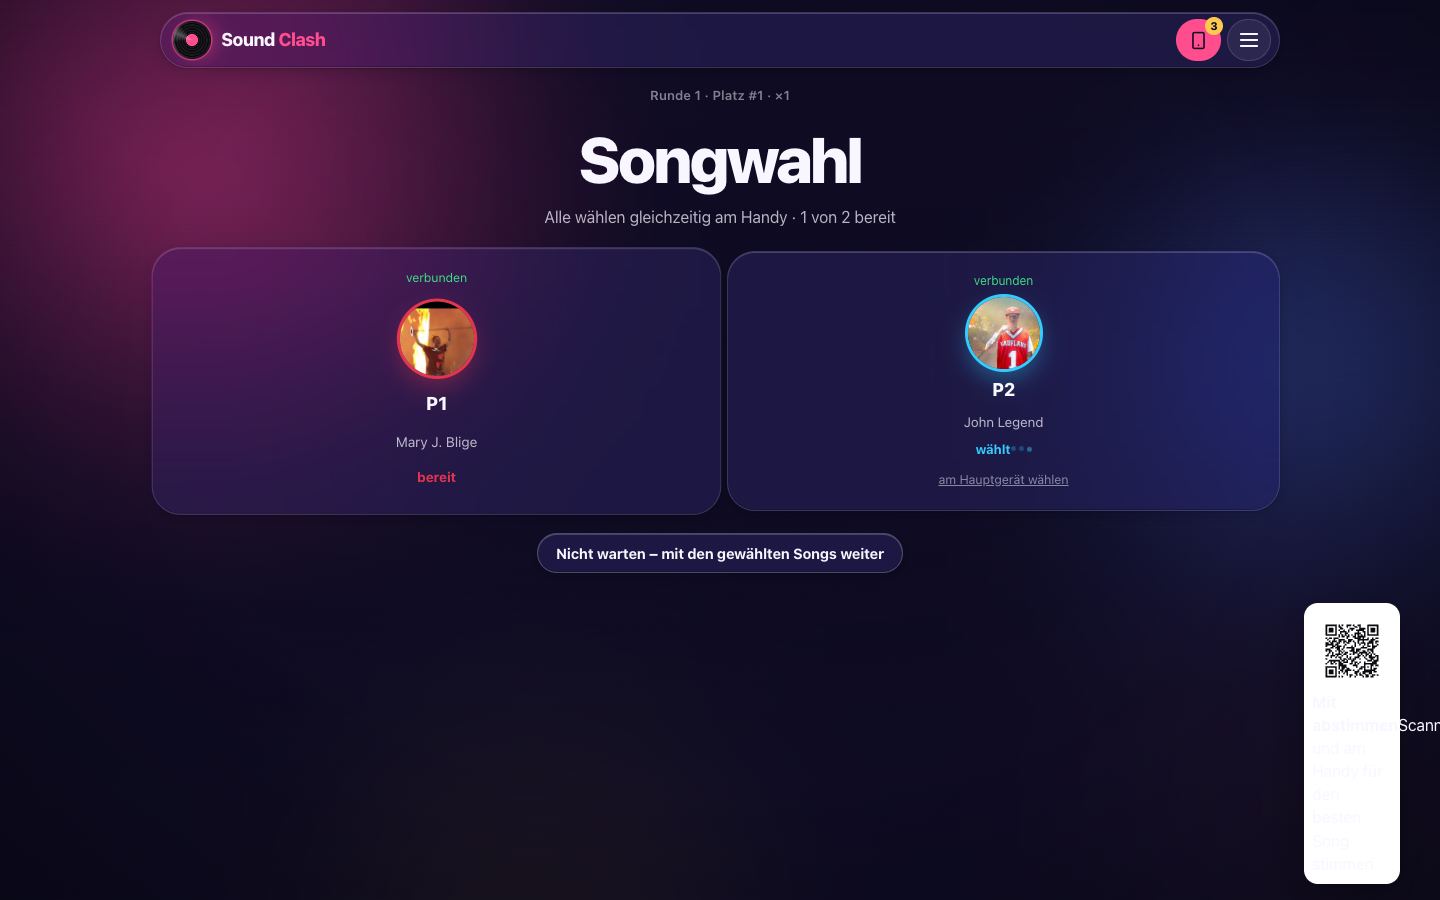 Sound Clash
3
Runde 1 · Platz #1 · ×1
Songwahl
Alle wählen gleichzeitig am Handy · 1 von 2 bereit
verbunden
P1
Mary J. Blige
bereit
verbunden
P2
John Legend
wählt
am Hauptgerät wählen
Nicht warten – mit den gewählten Songs weiter
Mit
abstimmenScann
und am
Handy für
den
besten
Song
stimmen